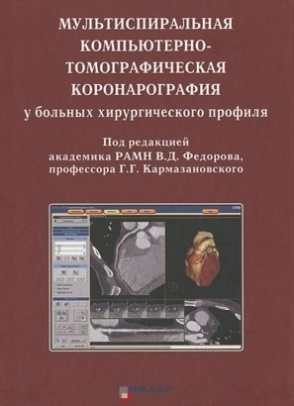 МУЛЬТИСПИРАЛЬНАЯ
КОМПЬЮТЕРНО-
ТОМОГРАФИЧЕСКАЯ
КОРОНАРОГРАФИЯ
у больных хирургического профиля
Под редакцией
академика РАМН В.Д. Федорова,
профессора Г.Г. Кармазановского